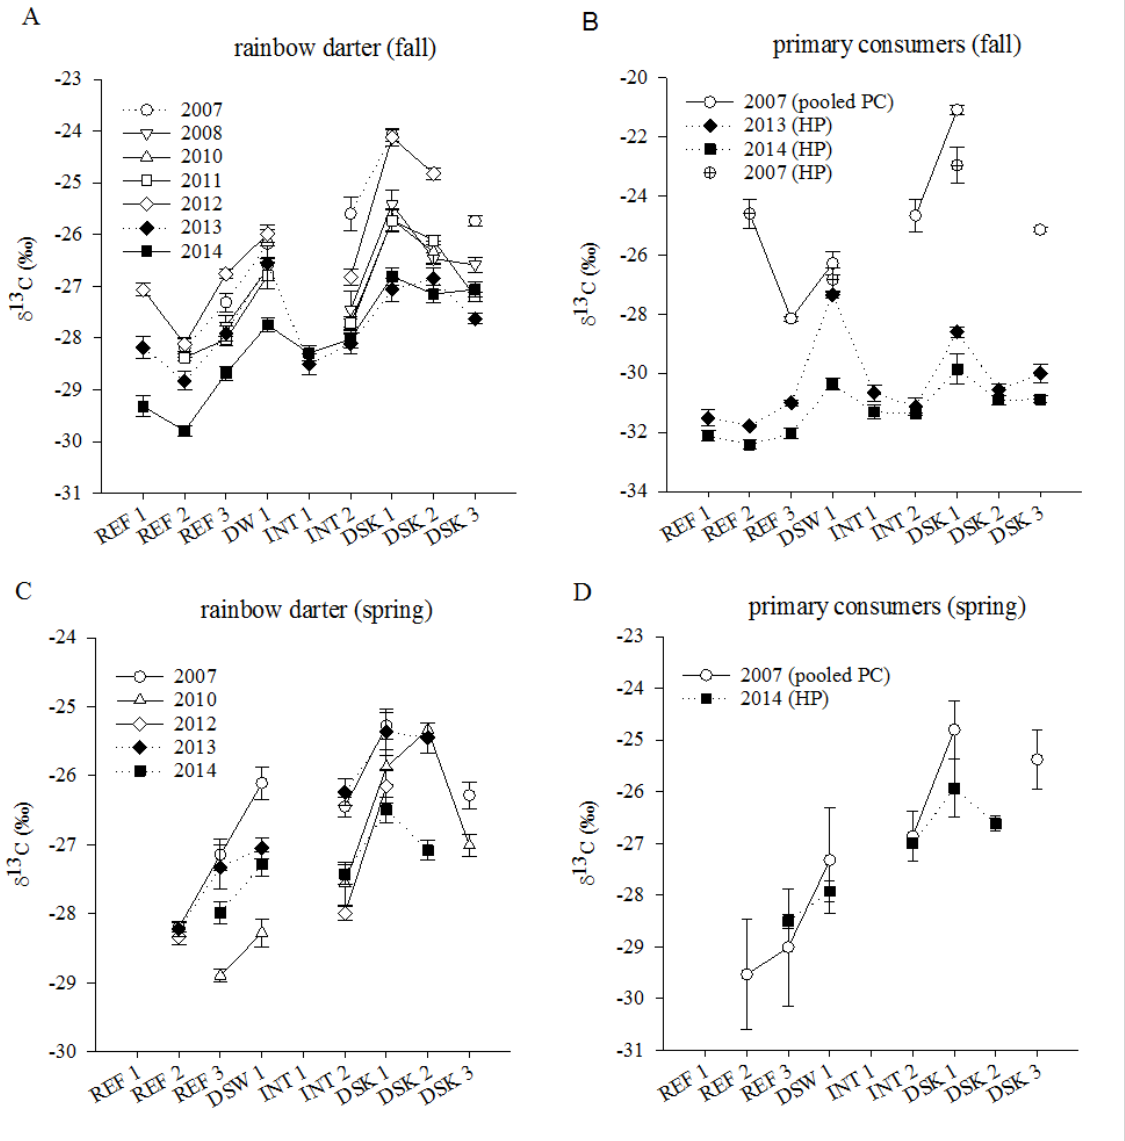 A
rainbow darter (fall)
-23
-24
-25
-26
-27
-28
-29
-30
-31
δ13C (‰)
2007
2008
2010
2011
2012
2013
2014
REF 1
REF 2
REF 3
DW 1
INT 1
INT 2
DSK 1
DSK 2
DSK 3
B
primary consumers (fall)
-20
-22
-24
-26
-28
-30
-32
-34
δ13C (‰)
2007 (pooled PC)
2013 (HP)
2014 (HP)
2007 (HP)
REF 1
REF 2
REF 3
DSW 1
INT 1
INT 2
DSK 1
DSK 2
DSK 3
C
rainbow darter (spring)
-24
-25
-26
-27
-28
-29
-30
δ13C (‰)
2007
2010
2012
2013
2014
REF 1
REF 2
REF 3
DSW 1
INT 1
INT 2
DSK 1
DSK 2
DSK 3
D
primary consumers (spring)
-23
-24
-25
-26
-27
-28
-29
-30
-31
δ13C (‰)
2007 (pooled PC)
2014 (HP)
REF 1
REF 2
REF 3
DSW 1
INT 1
INT 2
DSK 1
DSK 2
DSK 3